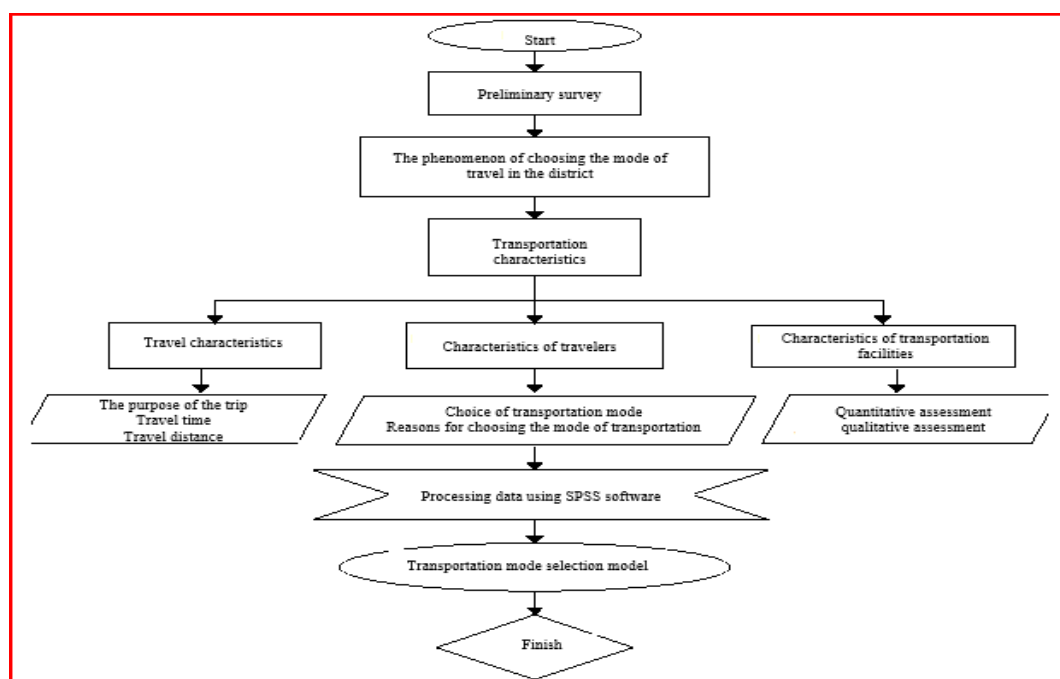 Start
Preliminary survey
The phenomenon of choosing the mode of
travel in the district
Transportation
characteristics
Travel characteristics
Characteristics of travelers
Characteristics of transportation
facilities
The purpose of the trip
Travel time
Travel distance
Choice of transportation mode
Reasons for choosing the mode of transportation
Quantitative assessment
qualitative assessment
Processing data using SPSS software
Transportation mode selection model
Finish